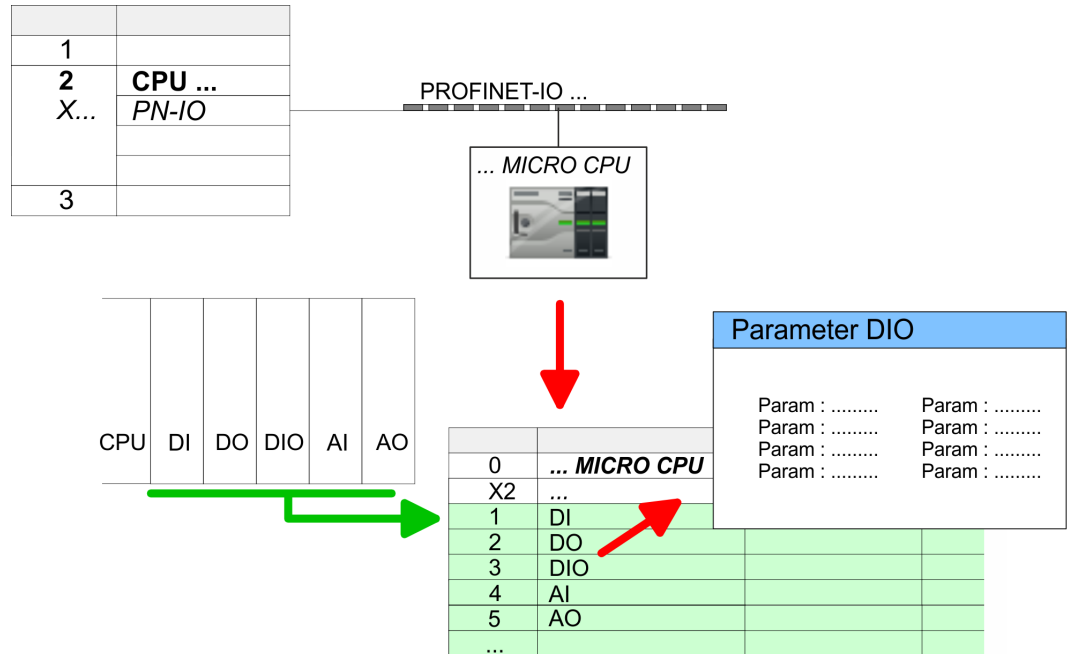 1
2 CPU ...
X... PN-IO
3
PROFINET-IO ...
... MICRO CPU
CPU DI DO DIO AI AO
Parameter DIO
Param : ......... Param : .........
Param : ......... Param : .........
Param : ......... Param : .........
Param : ......... Param : .........
0 ... MICRO CPU
X2 ...
1 DI
2 DO
3 DIO
4 AI
5 AO
...